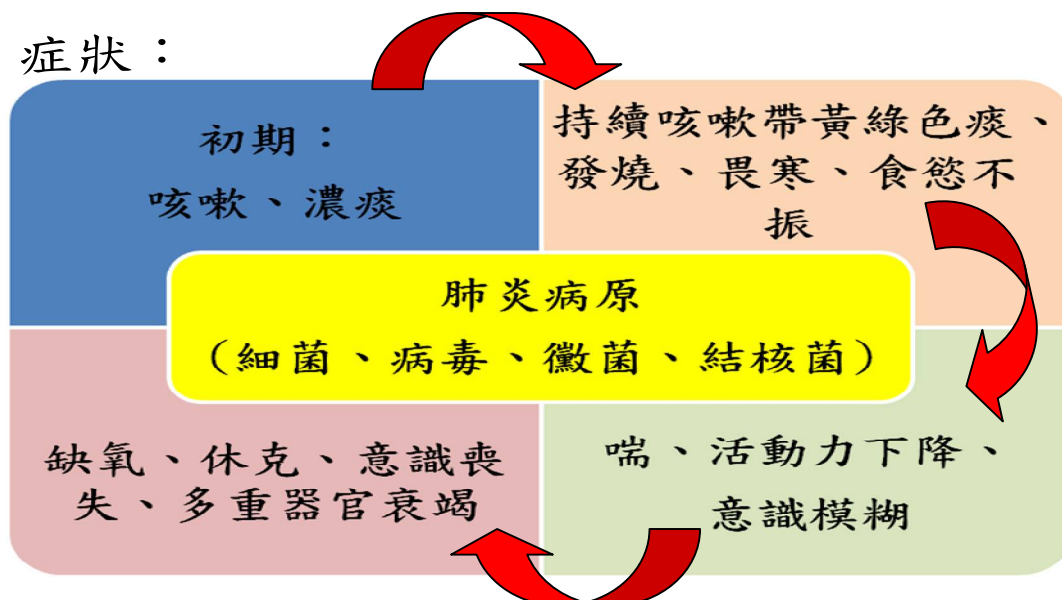 症狀：
初期：
咳嗽、濃痰
持續咳嗽帶黃綠色痰、
發燒、畏寒、食慾不
振
肺炎病原
（細菌、病毒、黴菌、結核菌）
喘、活動力下降、
意識模糊
缺氧、休克、意識喪
失、多重器官衰竭